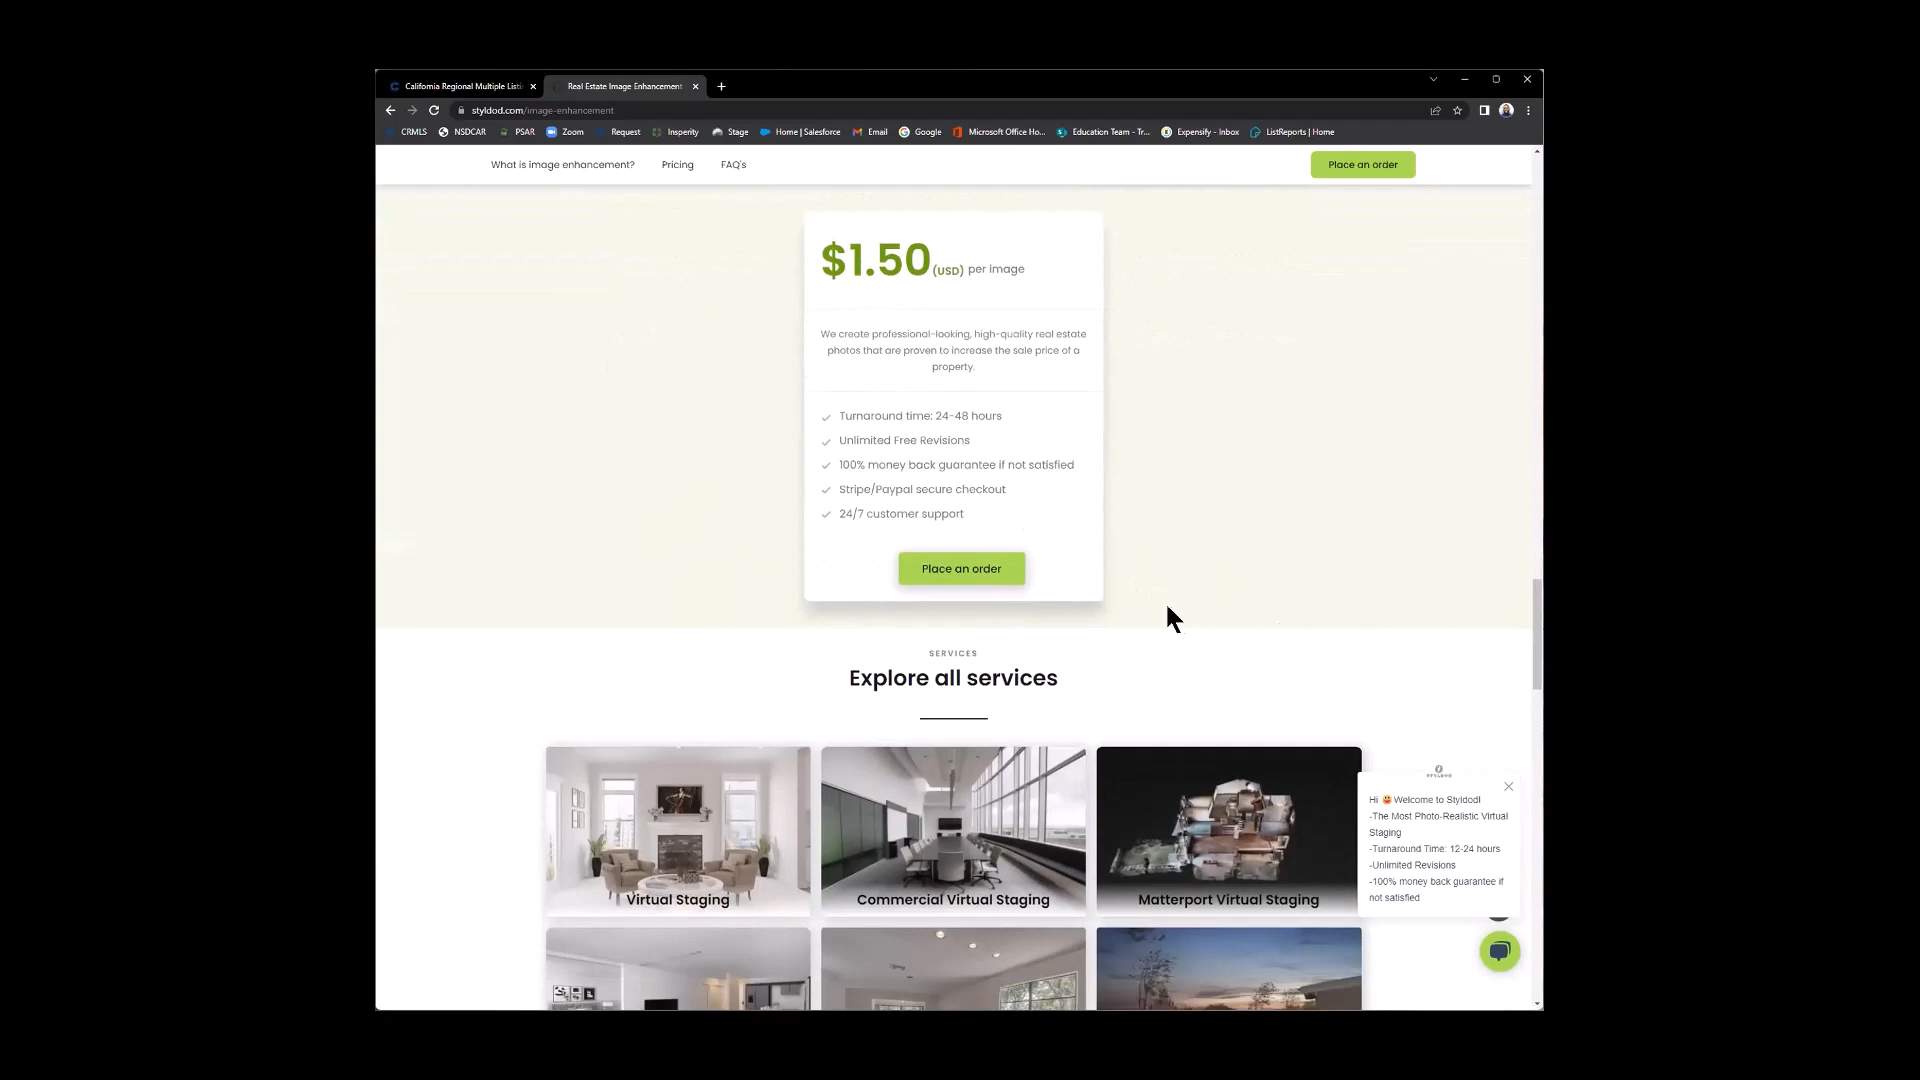 California Regional Multiple Listi
Real Estate Image Enhancement
styldod.com/image-enhancement
CRMLS
NSDCAR
PSAR
Zoom
Request
Insperity
Stage
Home | Salesforce
Email
Google
Microsoft Office Ho...
Education Team - Tr...
Expensify - Inbox
ListReports | Home
What is image enhancement?
Pricing
FAQ's
Place an order
$1.50(USD) per image
We create professional-looking, high-quality real estate
photos that are proven to increase the sale price of a
property.
Turnaround time: 24-48 hours
Unlimited Free Revisions
100% money back guarantee if not satisfied
Stripe/Paypal secure checkout
24/7 customer support
Place an order
SERVICES
Explore all services
Virtual Staging
Commercial Virtual Staging
Matterport Virtual Staging
STYLDOD
Hi 😃 Welcome to Styldod!
-The Most Photo-Realistic Virtual
Staging
-Turnaround Time: 12-24 hours
-Unlimited Revisions
-100% money back guarantee if
not satisfied